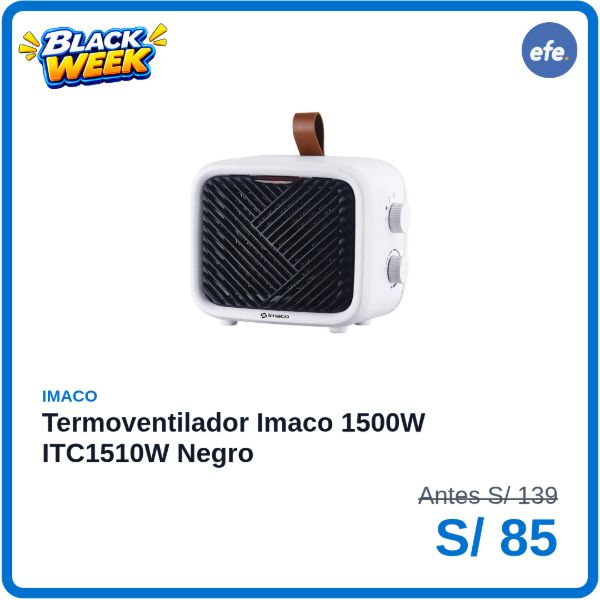 BLACK
WEEK
efe.
imaco
IMACO
Termoventilador Imaco 1500W
ITC1510W Negro
Antes S/ 139
S/ 85